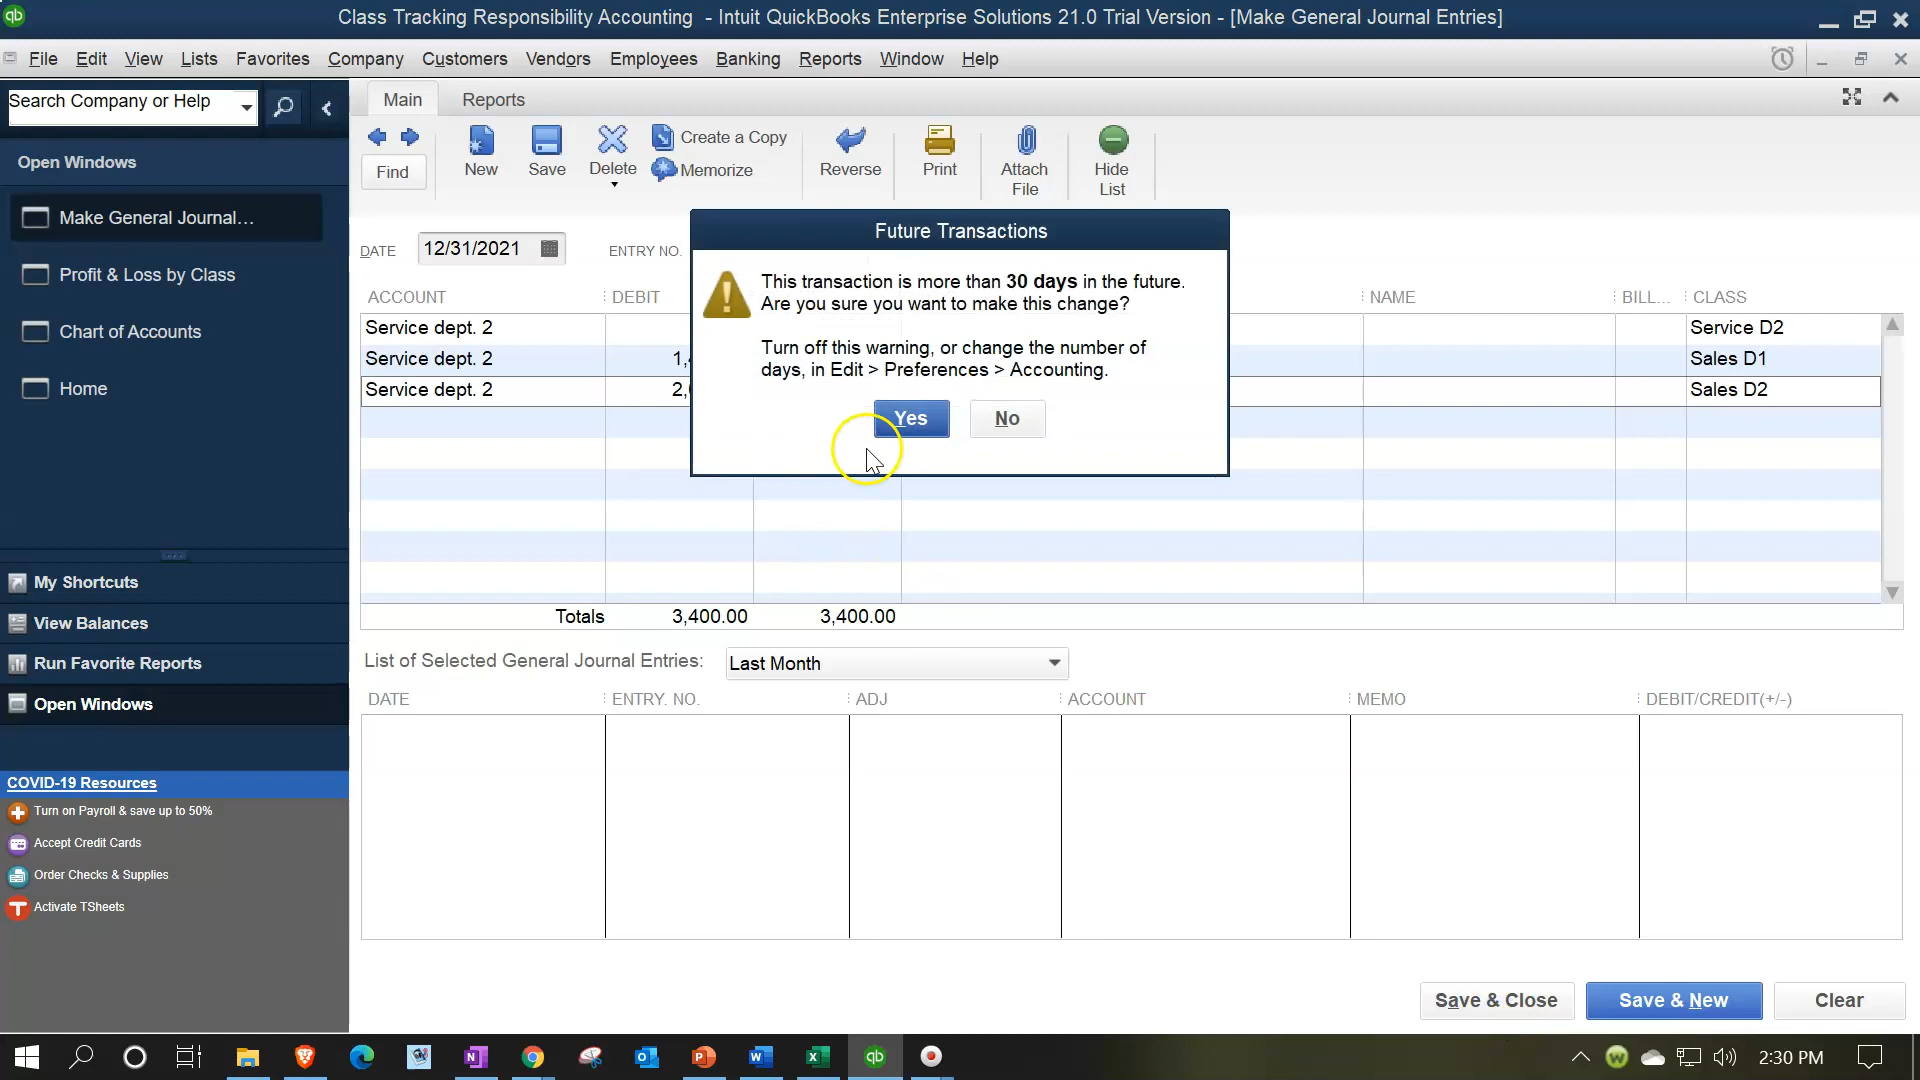 Class Tracking Responsibility Accounting - Intuit QuickBooks Enterprise Solutions 21.0 Trial Version - [Make General Journal Entries]
File Edit View Lists Favorites Company Customers Vendors Employees Banking Reports Window Help
Search Company or Help
Main Reports
Find
New
Save
Delete
Create a Copy
Memorize
Reverse
Print
Attach
File
Hide
List
Open Windows
Make General Journal...
Profit & Loss by Class
Chart of Accounts
Home
DATE 12/31/2021 ENTRY NO.
Future Transactions
This transaction is more than 30 days in the future.
Are you sure you want to make this change?
Turn off this warning, or change the number of
days, in Edit > Preferences > Accounting.
Yes No
ACCOUNT DEBIT NAME BILL... CLASS
Service dept. 2 Service D2
Service dept. 2 Sales D1
Service dept. 2 Sales D2
Totals 3,400.00 3,400.00
List of Selected General Journal Entries: Last Month
DATE ENTRY. NO. ADJ ACCOUNT MEMO DEBIT/CREDIT(+/-)
My Shortcuts
View Balances
Run Favorite Reports
Open Windows
COVID-19 Resources
Turn on Payroll & save up to 50%
Accept Credit Cards
Order Checks & Supplies
Activate TSheets
Save & Close Save & New Clear
2:30 PM